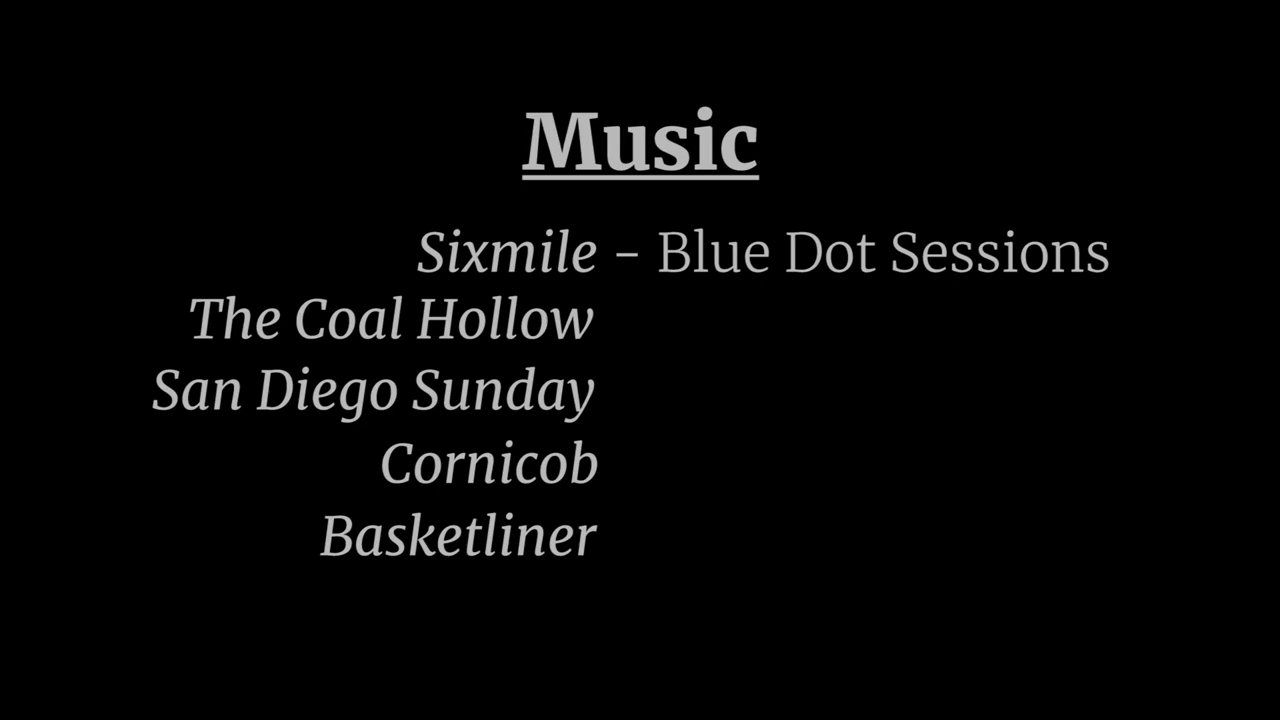 Music
Sixmile - Blue Dot Sessions
The Coal Hollow
San Diego Sunday
Cornicob
Basketliner